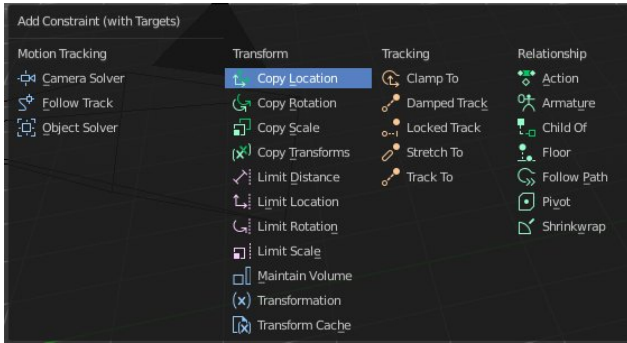 Add Constraint (with Targets)
Motion Tracking
Camera Solver
Follow Track
Object Solver
Transform
Copy Location
Copy Rotation
Copy Scale
Copy Transforms
Limit Distance
Limit Location
Limit Rotation
Limit Scale
Maintain Volume
Transformation
Transform Cache
Tracking
Clamp To
Damped Track
Locked Track
Stretch To
Track To
Relationship
Action
Armature
Child Of
Floor
Follow Path
Pivot
Shrinkwrap